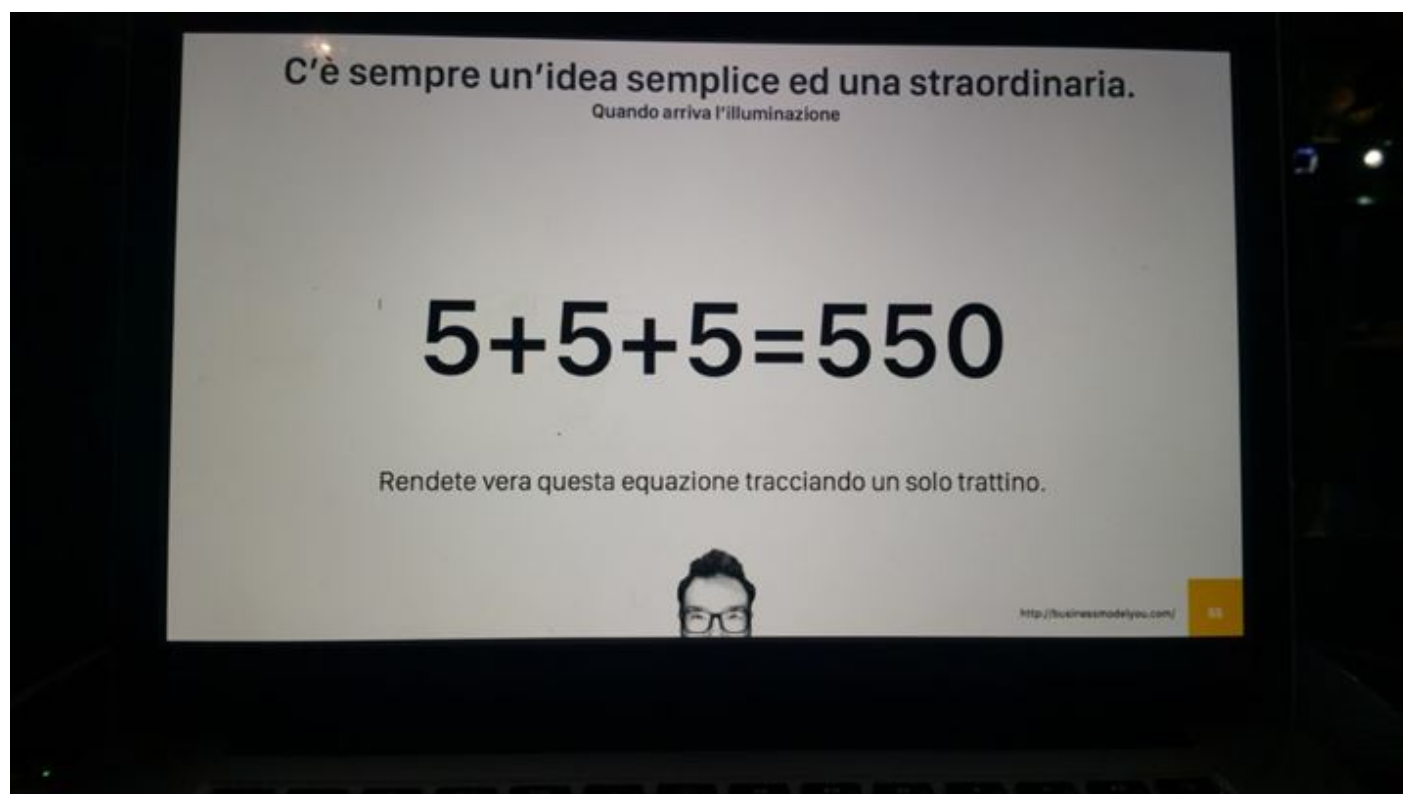 C'è sempre un'idea semplice ed una straordinaria.
Quando arriva l'illuminazione
5+5+5=550
Rendete vera questa equazione tracciando un solo trattino.
http://businessmodelyou.com/